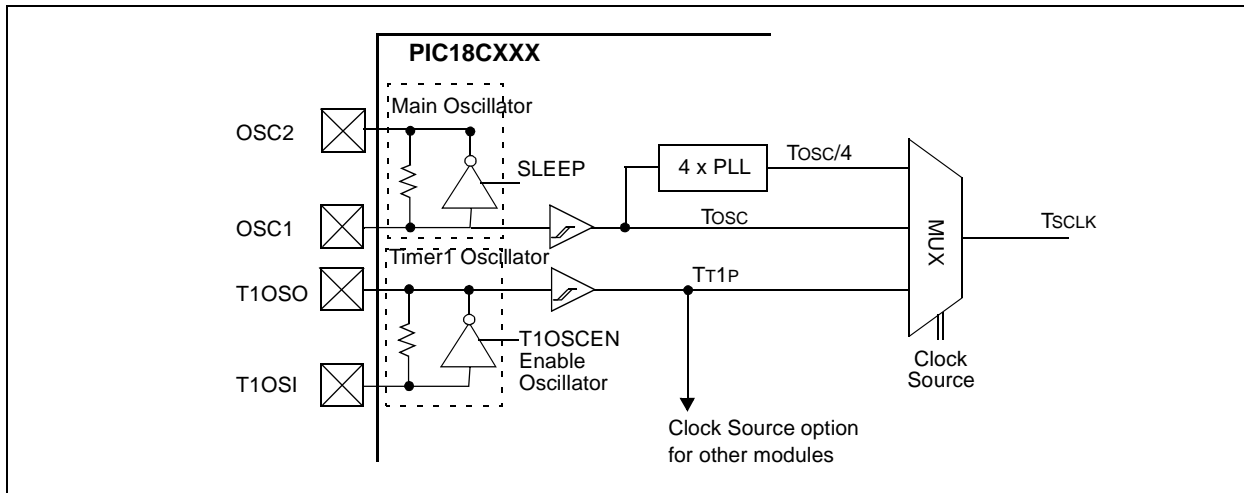 PIC18CXXX
Main Oscillator
OSC2
SLEEP
4 x PLL
TOSC/4
OSC1
TOSC
MUX
TSCLK
Timer1 Oscillator
T1OSO
TT1P
T1OSCEN
Enable
Oscillator
T1OSI
Clock
Source
Clock Source option
for other modules